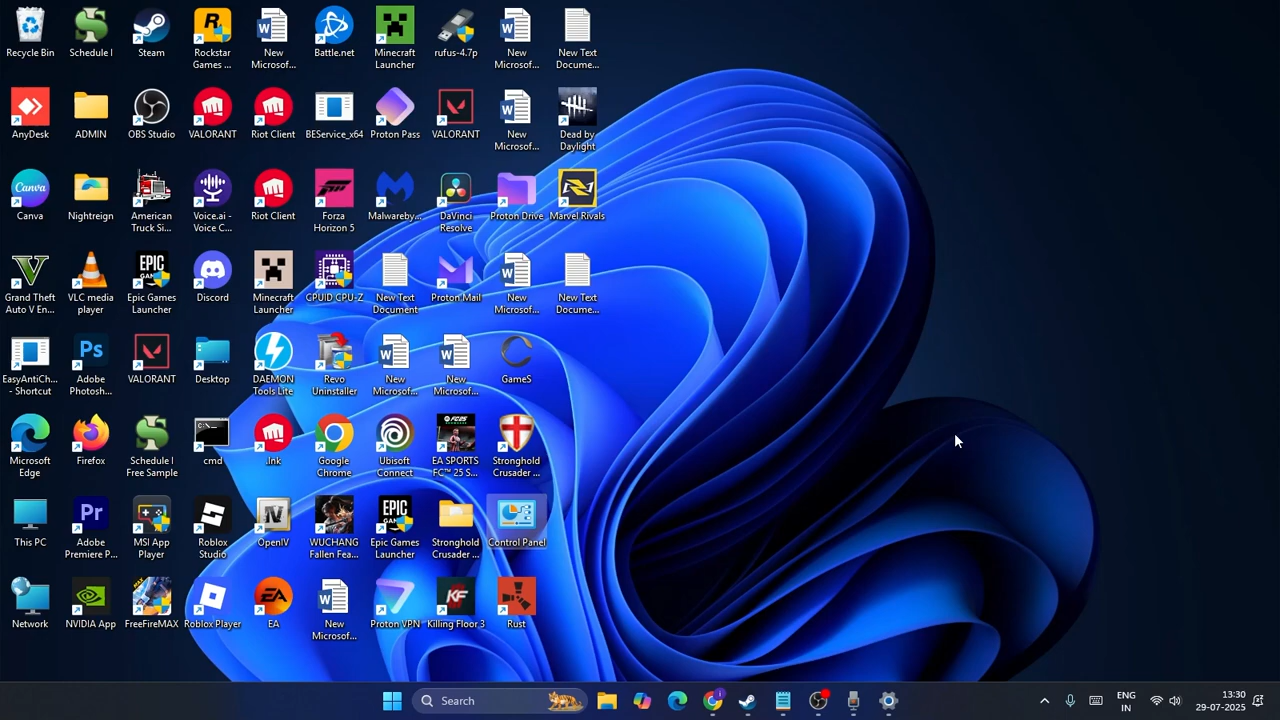 Recycle Bin
Schedule I
Steam
Rockstar
Games ...
New
Microsof...
Battle.net
Minecraft
Launcher
rufus-4.7p
New
Microsof...
New Text
Docume...
AnyDesk
ADMIN
OBS Studio
VALORANT
Riot Client
BEService_x64
Proton Pass
VALORANT
New
Microsof...
Dead by
Daylight
Canva
Nightreign
American
Truck Si...
Voice.ai -
Voice C...
Riot Client
Forza
Horizon 5
Malwareby...
DaVinci
Resolve
Proton Drive
Marvel Rivals
Grand Theft
Auto V En...
VLC media
player
Epic Games
Launcher
Discord
Minecraft
Launcher
CPUID CPU-Z
New Text
Document
Proton Mail
New
Microsof...
New Text
Docume...
EasyAntiCh...
- Shortcut
Adobe
Photosh...
VALORANT
Desktop
DAEMON
Tools Lite
Revo
Uninstaller
New
Microsof...
New
Microsof...
GameS
Microsoft
Edge
Firefox
Schedule I
Free Sample
cmd
.lnk
Google
Chrome
Ubisoft
Connect
EA SPORTS
FC™ 25 S...
Stronghold
Crusader ...
This PC
Adobe
Premiere P...
MSI App
Player
Roblox
Studio
OpenIV
WUCHANG
Fallen Fea...
Epic Games
Launcher
Stronghold
Crusader ...
Control Panel
Network
NVIDIA App
FreeFireMAX
Roblox Player
EA
New
Microsof...
Proton VPN
Killing Floor 3
Rust
Search
ENG
IN
13:30
29-07-2025